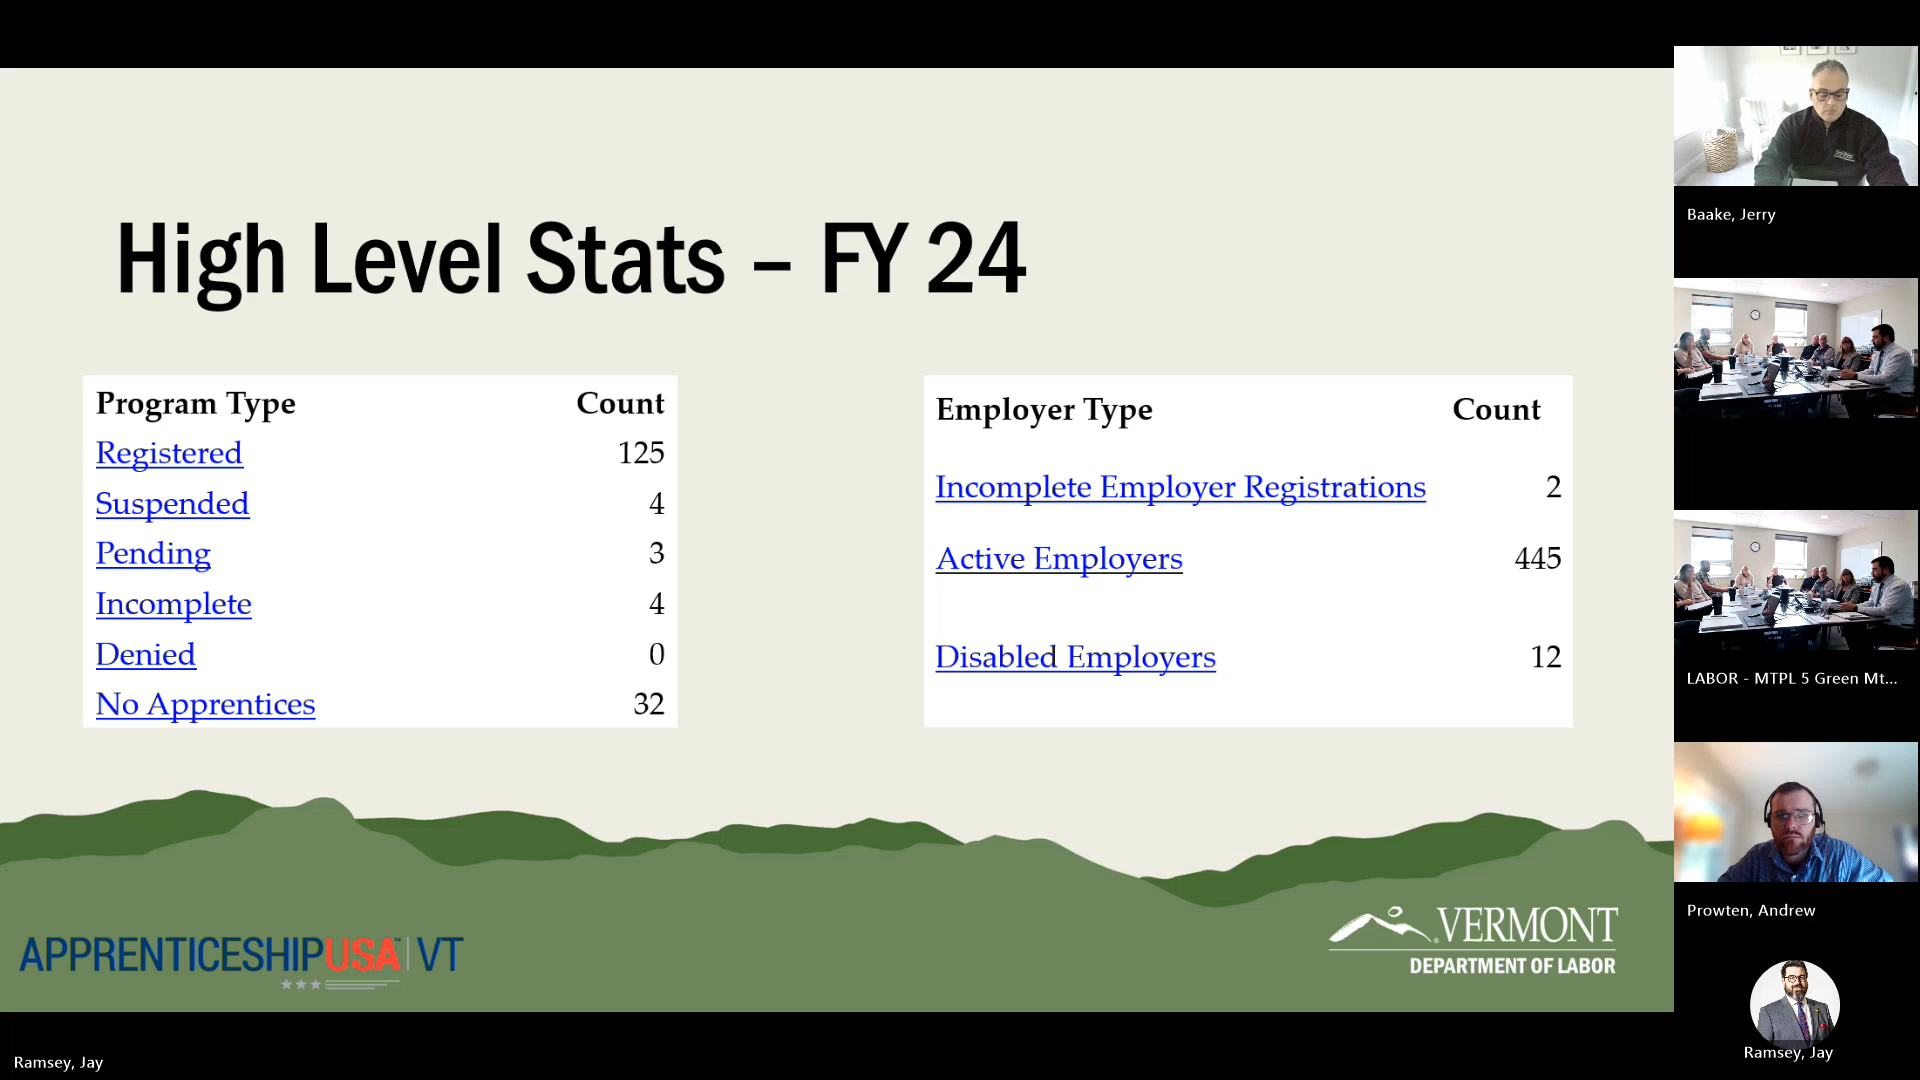 High Level Stats – FY 24
Program Type Count
Registered 125
Suspended 4
Pending 3
Incomplete 4
Denied 0
No Apprentices 32
Employer Type Count
Incomplete Employer Registrations 2
Active Employers 445
Disabled Employers 12
APPRENTICESHIPUSA™ VT
VERMONT
DEPARTMENT OF LABOR
Baake, Jerry
LABOR - MTPL 5 Green Mt...
Prowten, Andrew
Ramsey, Jay
Ramsey, Jay